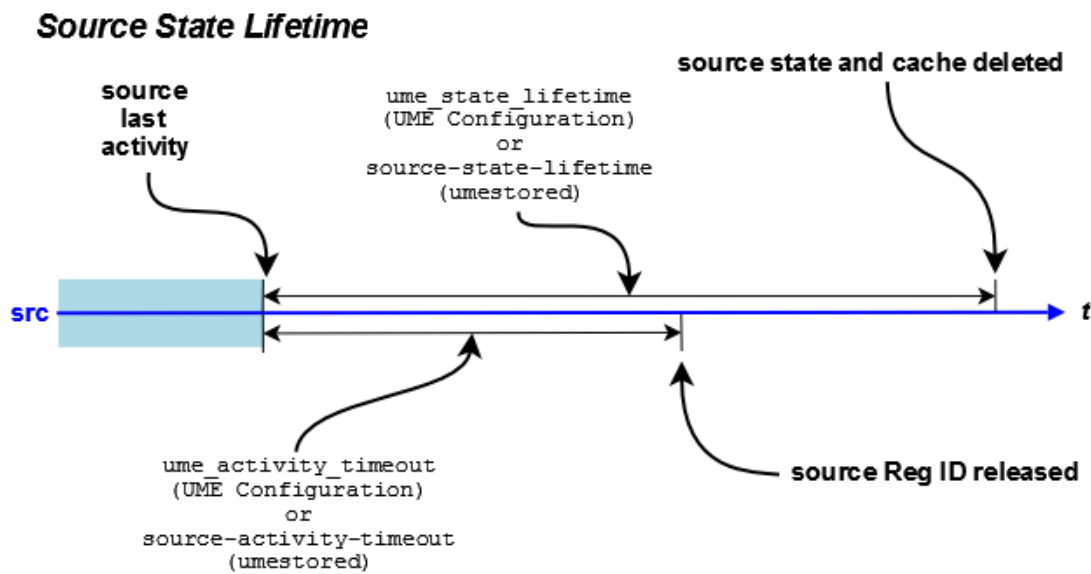 Source State Lifetime
source
last
activity
ume_state_lifetime
(UME Configuration)
or
source-state-lifetime
(umestored)
source state and cache deleted
src
t
ume_activity_timeout
(UME Configuration)
or
source-activity-timeout
(umestored)
source Reg ID released